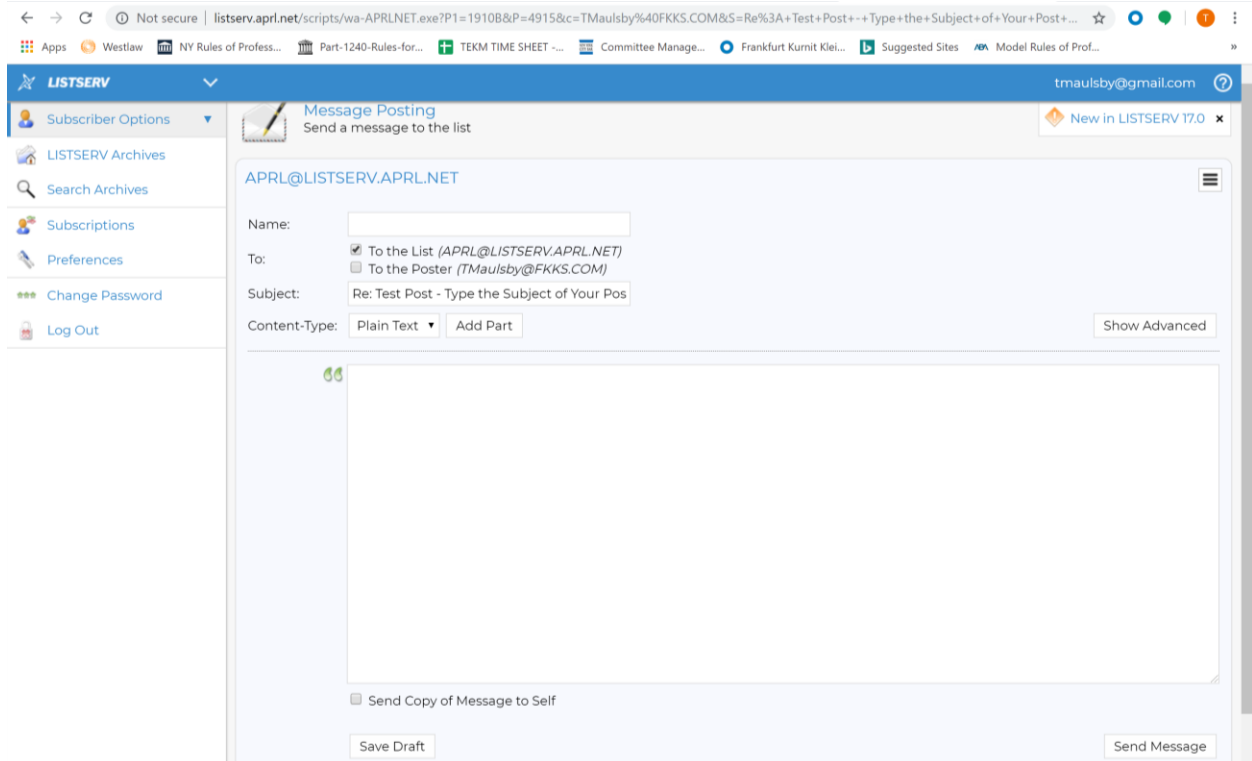 Not secure | listserv.aprl.net/scripts/wa-APRLNET.exe?P1=1910B&P=4915&c=TMaulsby%40FKKS.COM&S=Re%3A+Test+Post+-+Type+the+Subject+of+Your+Post+...
Apps Westlaw NY Rules of Profess... Part-1240-Rules-for... TEKM TIME SHEET -... Committee Manage... Frankfurt Kurnit Klei... Suggested Sites Model Rules of Prof... »
LISTSERV tmaulsby@gmail.com ?
Subscriber Options
LISTSERV Archives
Search Archives
Subscriptions
Preferences
Change Password
Log Out
Message Posting
Send a message to the list
New in LISTSERV 17.0 ×
APRL@LISTSERV.APRL.NET
Name:
To: To the List (APRL@LISTSERV.APRL.NET)
To the Poster (TMaulsby@FKKS.COM)
Subject: Re: Test Post - Type the Subject of Your Pos
Content-Type: Plain Text Add Part Show Advanced
Send Copy of Message to Self
Save Draft Send Message